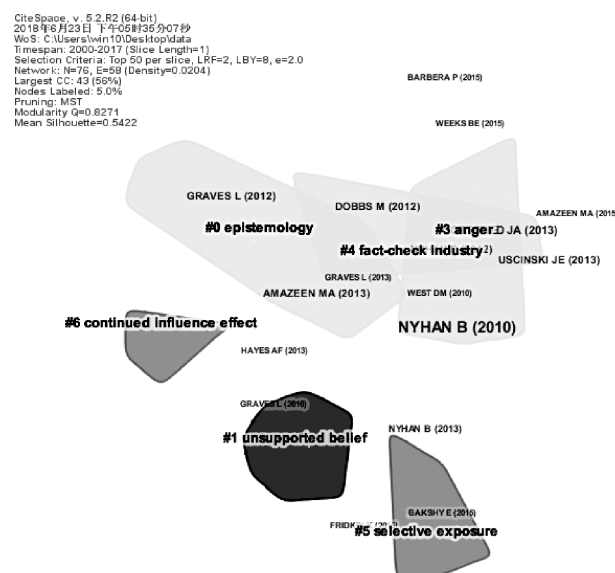 CiteSpace, v. 5.2.R2 (64-bit)
2018年6月23日 下午05时35分07秒
WoS: C:\Users\win10\Desktop\data
Timespan: 2000-2017 (Slice Length=1)
Selection Criteria: Top 50 per slice, LRF=2, LBY=8, e=2.0
Network: N=76, E=58 (Density=0.0204)
Largest CC: 43 (56%)
Nodes Labeled: 5.0%
Pruning: MST
Modularity Q=0.8271
Mean Silhouette=0.5422
BARBERA P (2015)
WEEKS BE (2015)
GRAVES L (2012)
DOBBS M (2012)
AMAZEEN MA (2015
#0 epistemology
#3 anger
D JA (2013)
#4 fact-check industry
USCINSKI JE (2013)
GRAVES L (2013)
AMAZEEN MA (2013)
WEST DM (2010)
#6 continued influence effect
NYHAN B (2010)
HAYES AF (2013)
GRAVES L (2016)
NYHAN B (2013)
#1 unsupported belief
BAKSHY E (2015)
#5 selective exposure